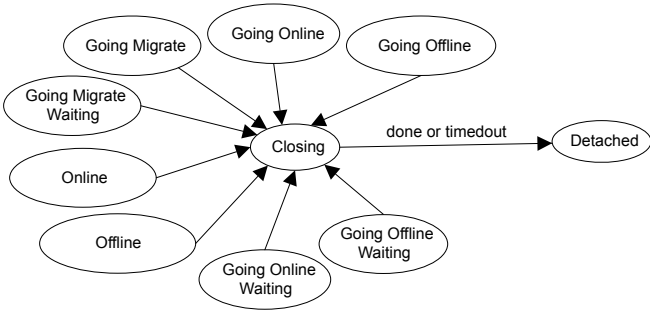 Going Migrate
Going Online
Going Offline
Going Migrate
Waiting
Closing
done or timedout
Detached
Online
Offline
Going Online
Waiting
Going Offline
Waiting